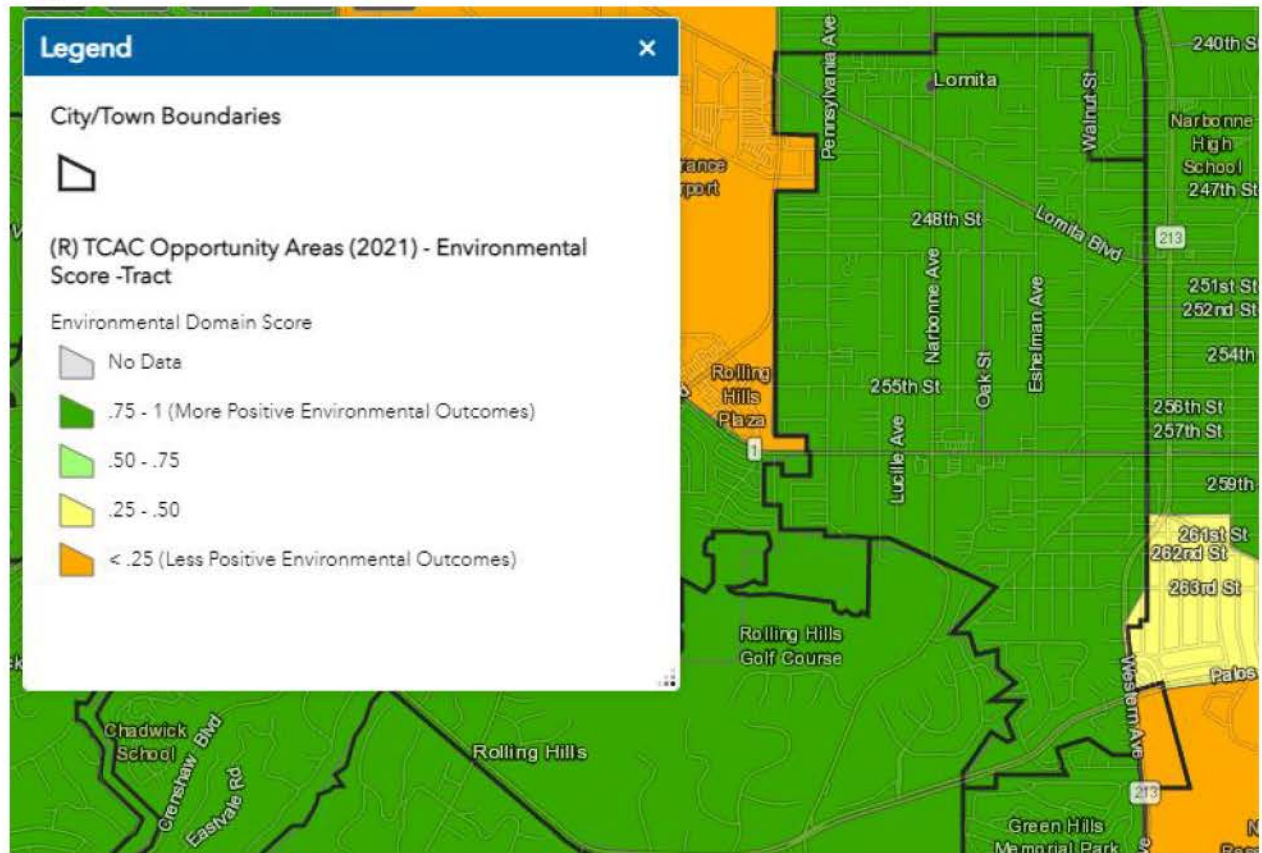 Legend
City/Town Boundaries
(R) TCAC Opportunity Areas (2021) - Environmental
Score -Tract
Environmental Domain Score
No Data
.75 - 1 (More Positive Environmental Outcomes)
.50 - .75
.25 - .50
< .25 (Less Positive Environmental Outcomes)
Pennsylvania Ave
240th
Lomita
Walnut St
Narbonne
High
School
247th St
248th St
Lomita Blvd
213
251st St
252nd St
Narbonne Ave
Eshelman Ave
Oak St
254th
Rolling
Hills
Plaza
255th St
256th St
257th St
1
Lucille Ave
259th
261st St
262nd St
263rd St
Rolling Hills
Golf Course
Western Ave
Palos
Chadwick
School
Crenshaw Blvd
Eastvale Rd
Rolling Hills
213
Green Hills
Memorial Park